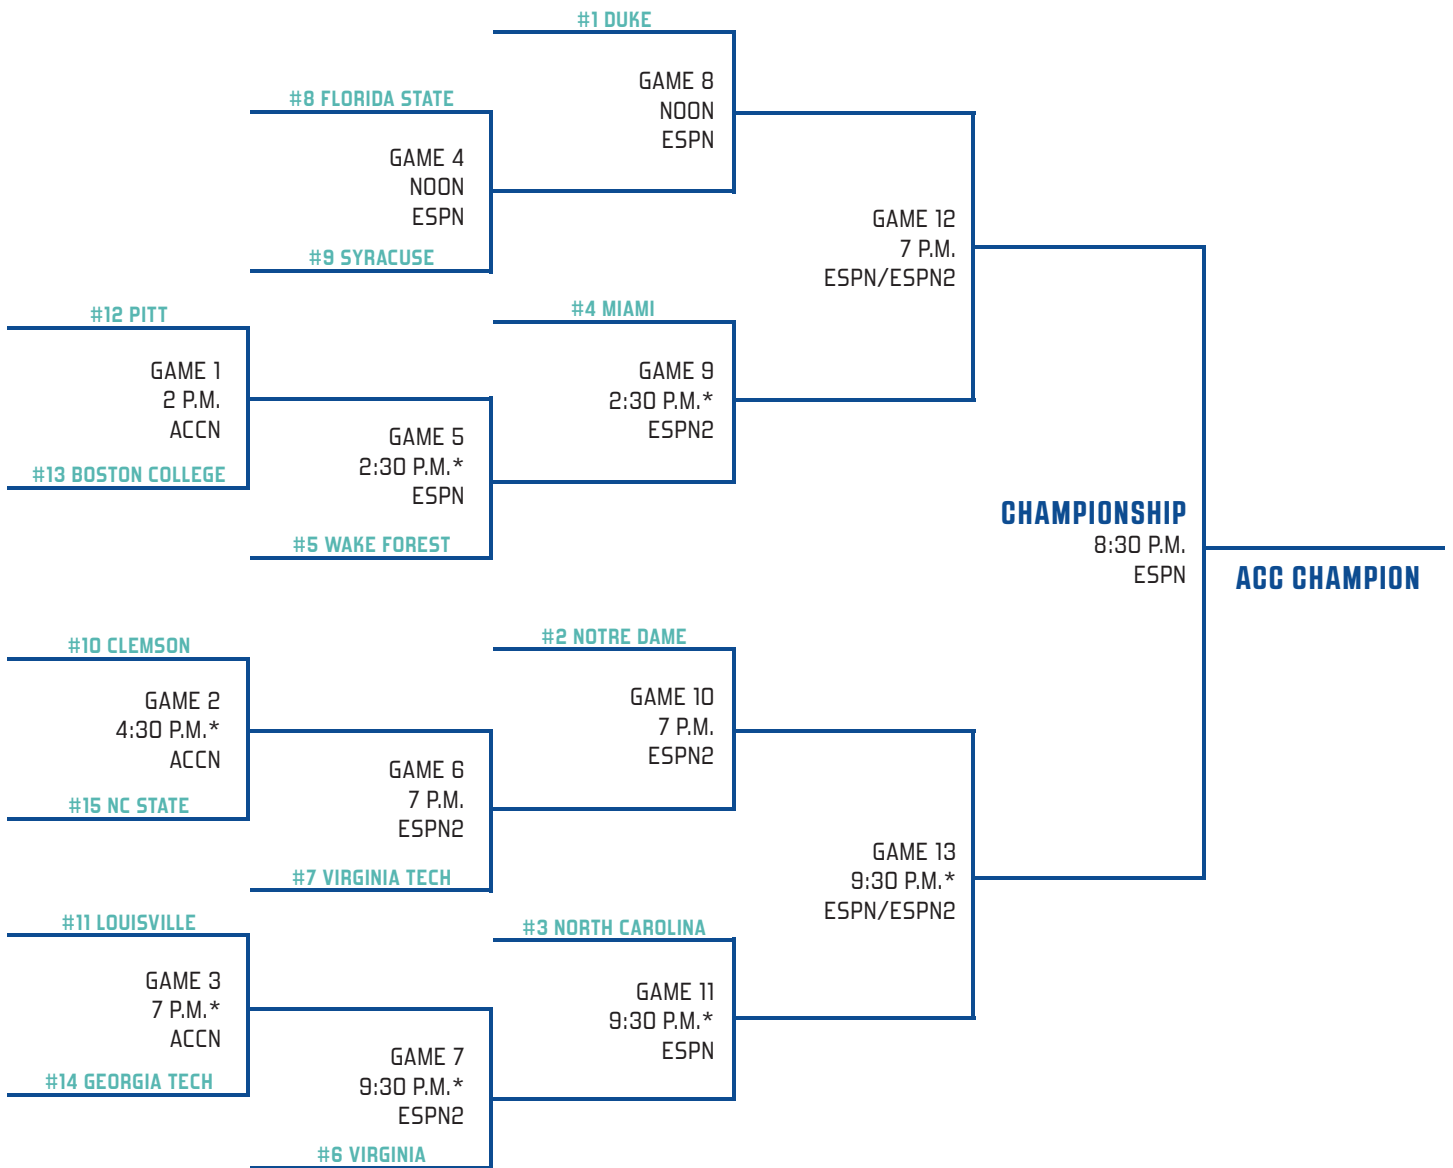 #1 DUKE
GAME 8
NOON
ESPN
#8 FLORIDA STATE
GAME 4
NOON
ESPN
#9 SYRACUSE
GAME 12
7 P.M.
ESPN/ESPN2
#12 PITT
GAME 1
2 P.M.
ACCN
#13 BOSTON COLLEGE
#4 MIAMI
GAME 9
2:30 P.M.*
ESPN2
GAME 5
2:30 P.M.*
ESPN
#5 WAKE FOREST
CHAMPIONSHIP
8:30 P.M.
ESPN
ACC CHAMPION
#10 CLEMSON
GAME 2
4:30 P.M.*
ACCN
#15 NC STATE
#2 NOTRE DAME
GAME 10
7 P.M.
ESPN2
GAME 6
7 P.M.
ESPN2
#7 VIRGINIA TECH
GAME 13
9:30 P.M.*
ESPN/ESPN2
#11 LOUISVILLE
GAME 3
7 P.M.*
ACCN
#14 GEORGIA TECH
#3 NORTH CAROLINA
GAME 11
9:30 P.M.*
ESPN
GAME 7
9:30 P.M.*
ESPN2
#6 VIRGINIA